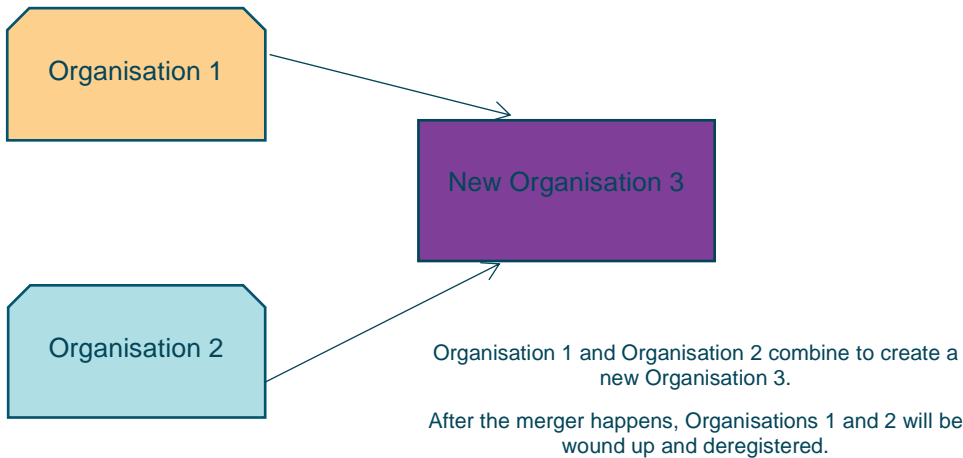 Organisation 1
New Organisation 3
Organisation 2
Organisation 1 and Organisation 2 combine to create a
new Organisation 3.
After the merger happens, Organisations 1 and 2 will be
wound up and deregistered.